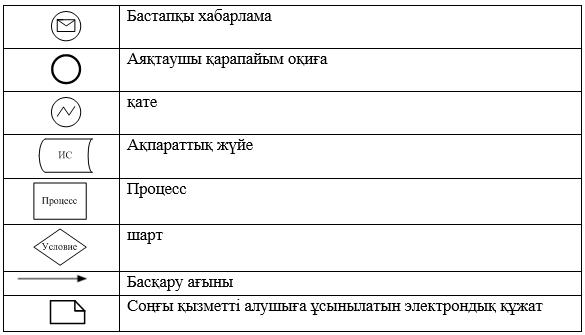 Бастапқы хабарлама
Аяқтаушы қарапайым оқиға
қате
ИС
Ақпараттық жүйе
Процесс
Процесс
Условие
шарт
Басқару ағыны
Соңғы қызметті алушыға ұсынылатын электрондық құжат